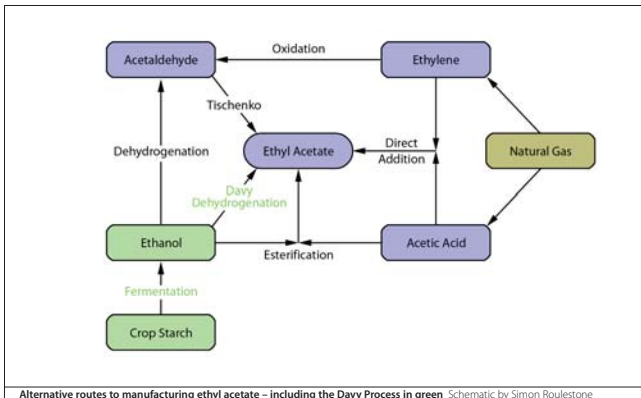 Oxidation
Acetaldehyde
Ethylene
Tischenko
Dehydrogenation
Ethyl Acetate
Direct
Addition
Natural Gas
Davy
Dehydrogenation
Ethanol
Esterification
Acetic Acid
Fermentation
Crop Starch
Alternative routes to manufacturing ethyl acetate – including the Davy Process in green Schematic by Simon Roulestone